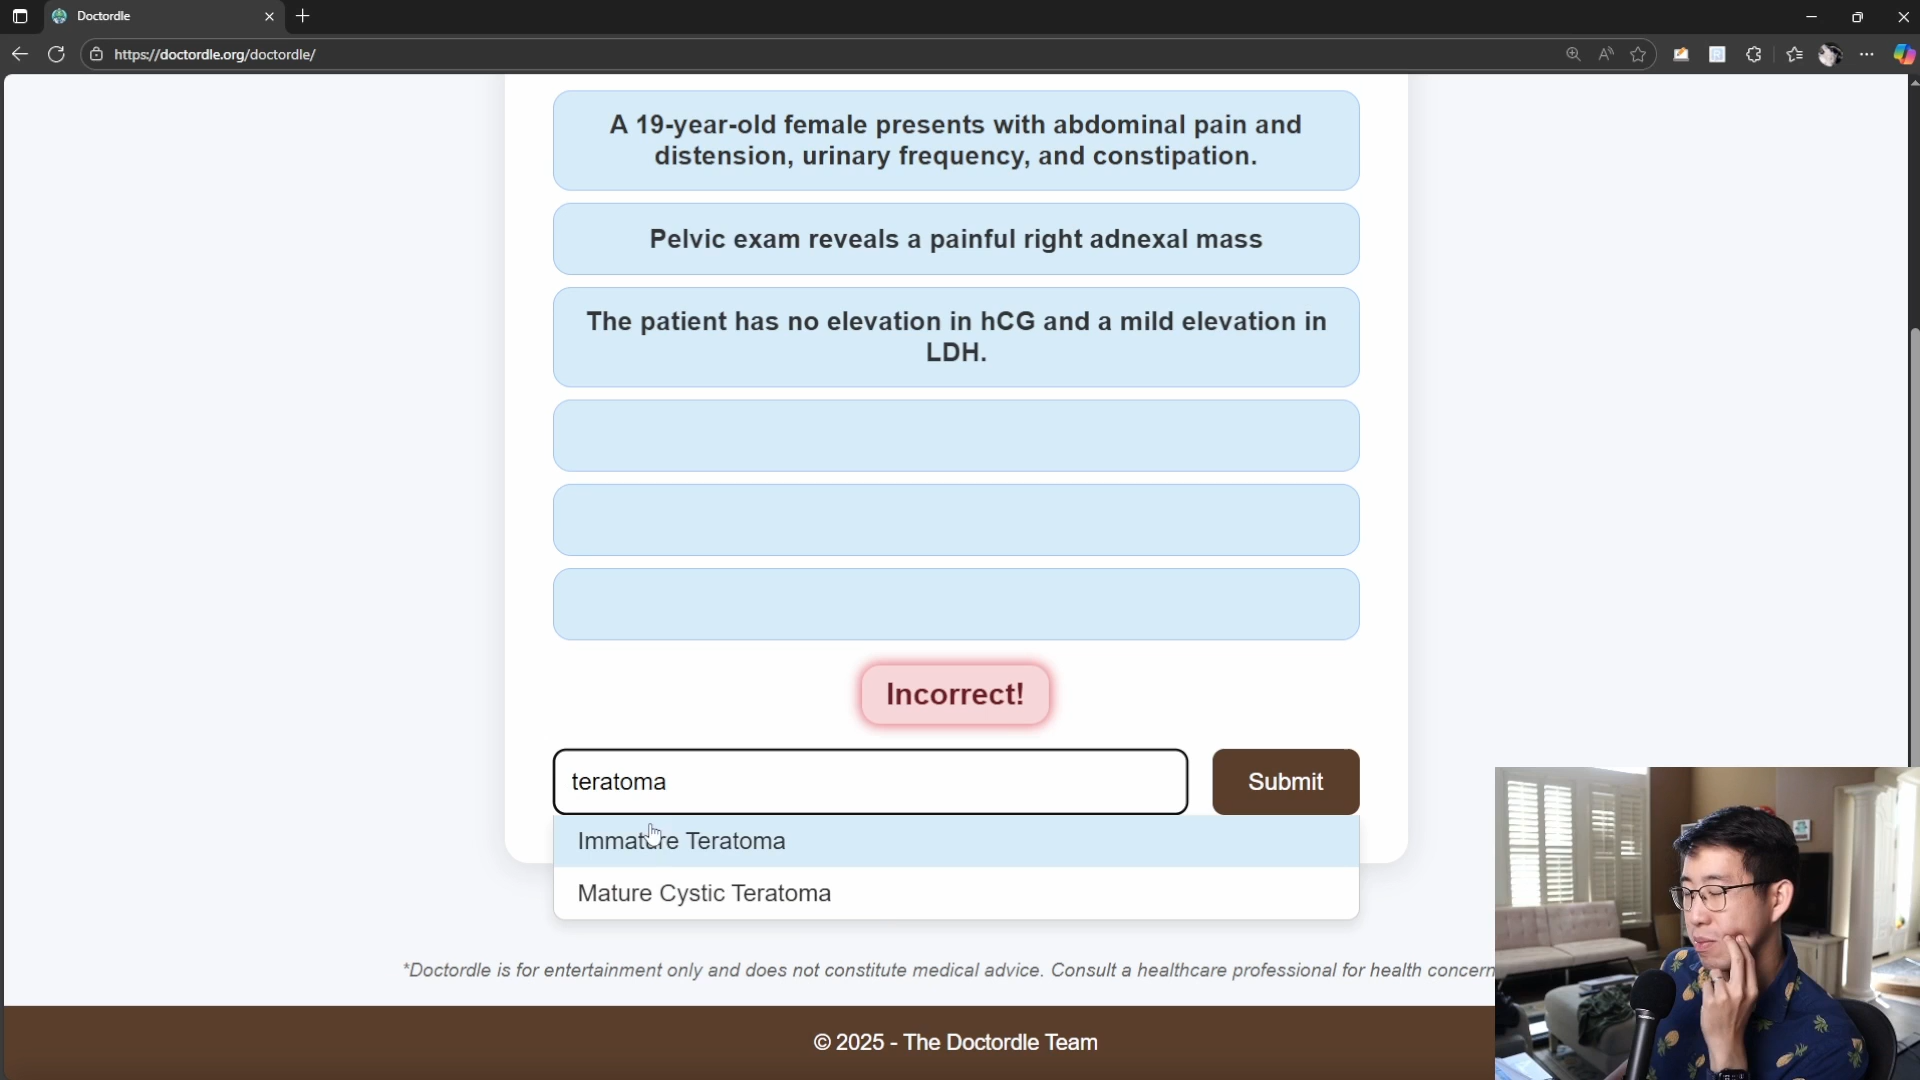 Doctordle
https://doctordle.org/doctordle/
A 19-year-old female presents with abdominal pain and
distension, urinary frequency, and constipation.
Pelvic exam reveals a painful right adnexal mass
The patient has no elevation in hCG and a mild elevation in
LDH.
Incorrect!
teratoma
Submit
Immature Teratoma
Mature Cystic Teratoma
*Doctordle is for entertainment only and does not constitute medical advice. Consult a healthcare professional for health concern
© 2025 - The Doctordle Team